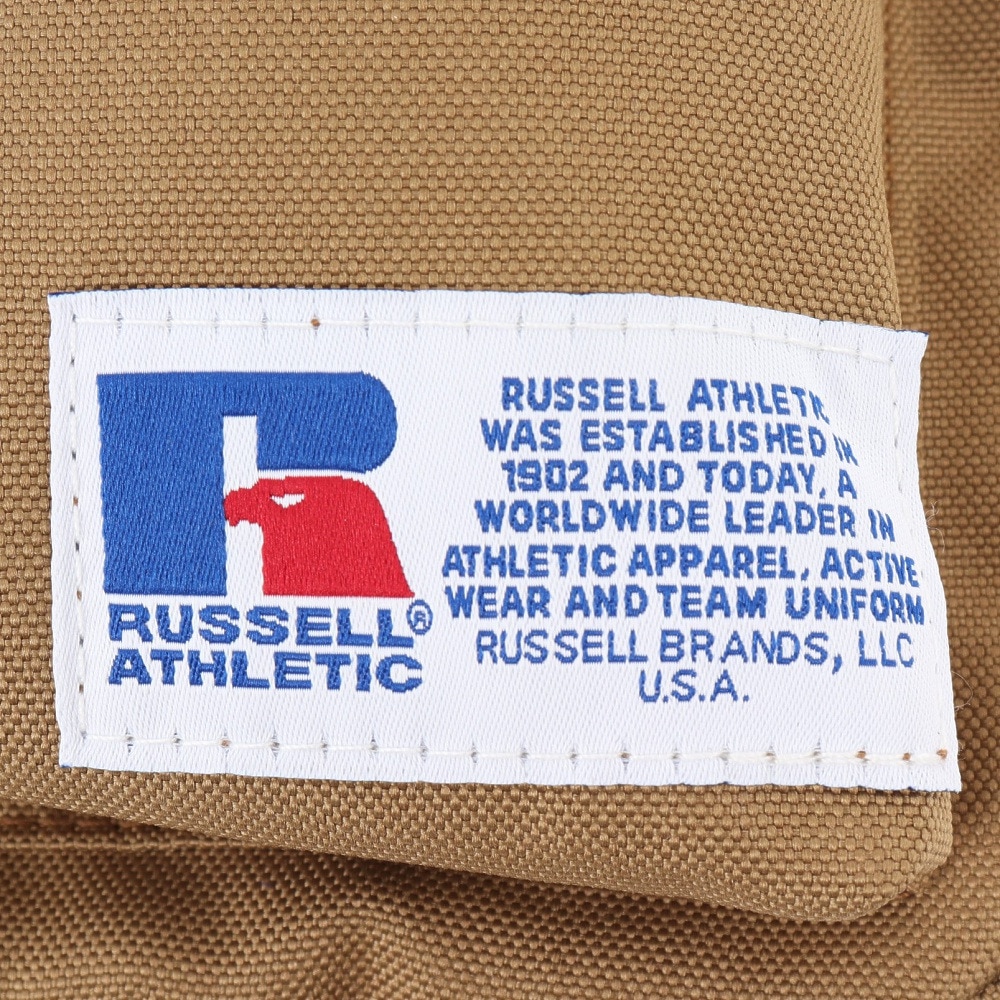 RUSSELL®
ATHLETIC
RUSSELL ATHLETIC
WAS ESTABLISHED IN
1902 AND TODAY, A
WORLDWIDE LEADER IN
ATHLETIC APPAREL, ACTIVE
WEAR AND TEAM UNIFORM
RUSSELL BRANDS, LLC
U.S.A.